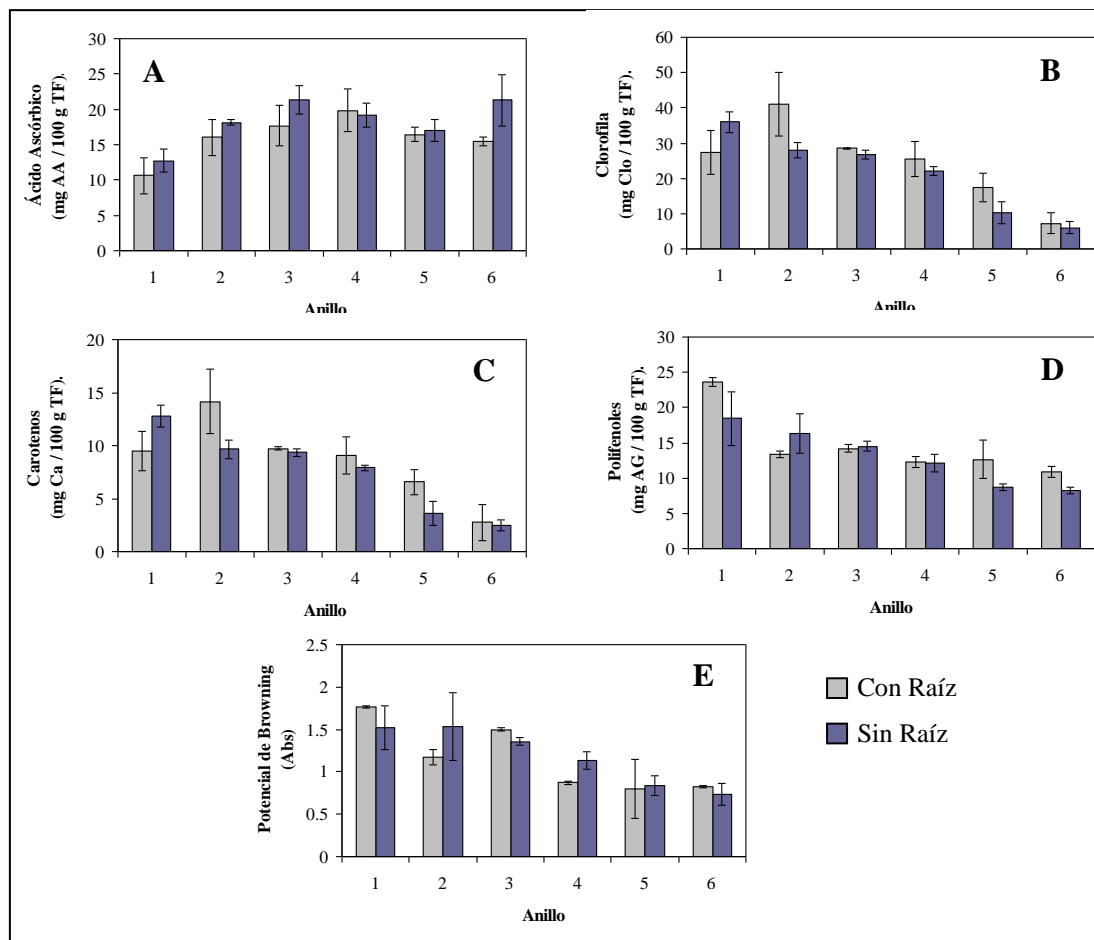 A
Ácido Ascórbico
(mg AA / 100 g TF).
30
25
20
15
10
5
0
1 2 3 4 5 6
Anillo
B
Clorofila
(mg Clo / 100 g TF).
60
50
40
30
20
10
0
1 2 3 4 5 6
Anillo
C
Carotenos
(mg Ca / 100 g TF).
20
15
10
5
0
1 2 3 4 5 6
Anillo
D
Polifenoles
(mg AG / 100 g TF).
30
25
20
15
10
5
0
1 2 3 4 5 6
Anillo
E
Potencial de Browning
(Abs)
2.5
2
1.5
1
0.5
0
1 2 3 4 5 6
Anillo
Con Raíz
Sin Raíz